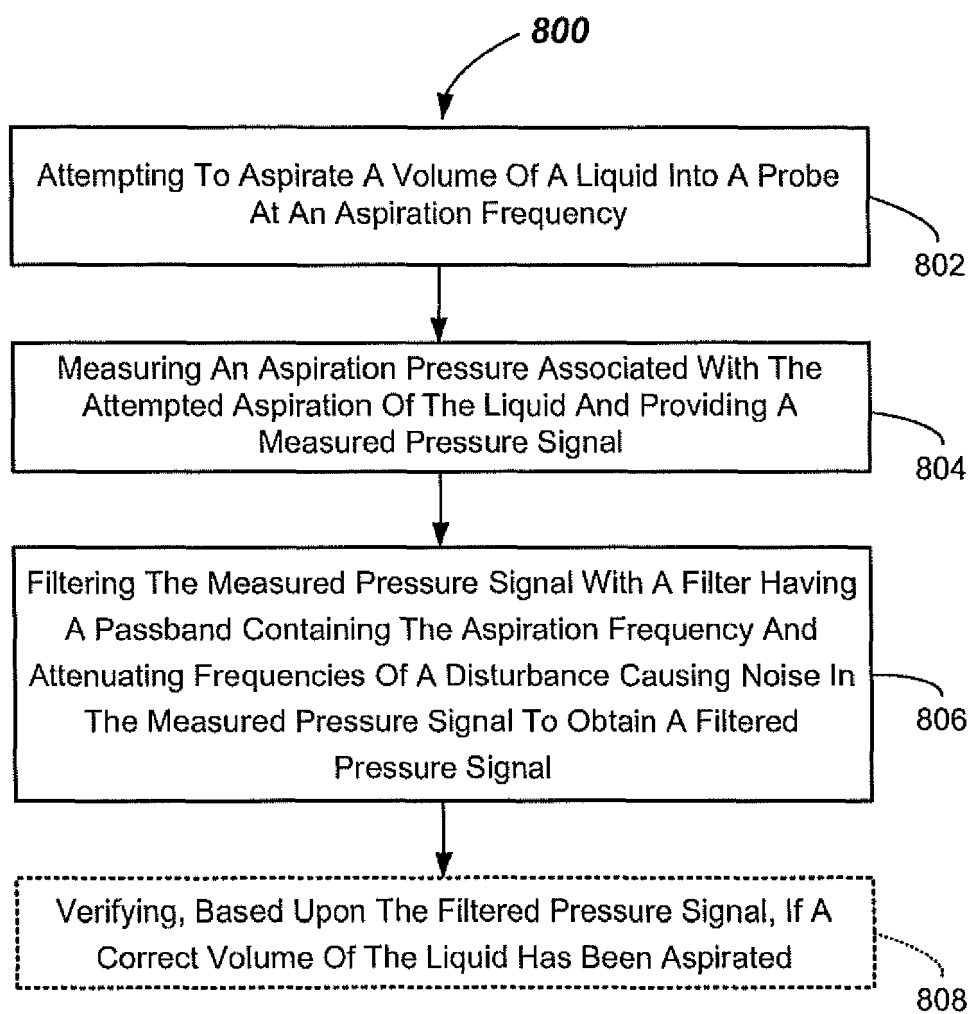 800
Attempting To Aspirate A Volume Of A Liquid Into A Probe
At An Aspiration Frequency
802
Measuring An Aspiration Pressure Associated With The
Attempted Aspiration Of The Liquid And Providing A
Measured Pressure Signal
804
Filtering The Measured Pressure Signal With A Filter Having
A Passband Containing The Aspiration Frequency And
Attenuating Frequencies Of A Disturbance Causing Noise In
The Measured Pressure Signal To Obtain A Filtered
Pressure Signal
806
Verifying, Based Upon The Filtered Pressure Signal, If A
Correct Volume Of The Liquid Has Been Aspirated
808